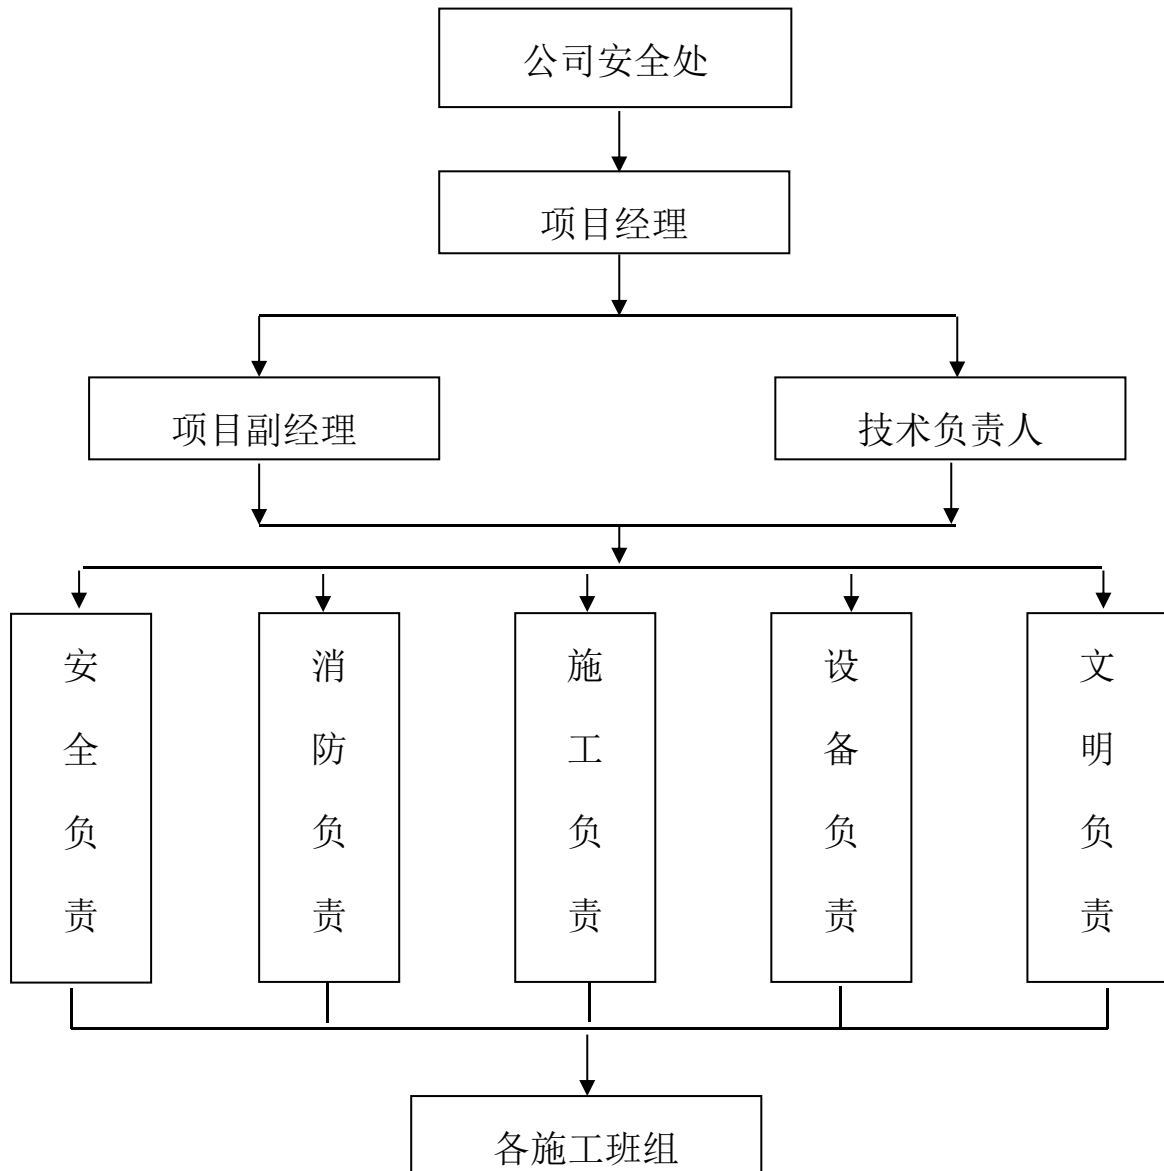 公司安全处
项目经理
项目副经理
技术负责人
安全负责
消防负责
施工负责
设备负责
文明负责
各施工班组